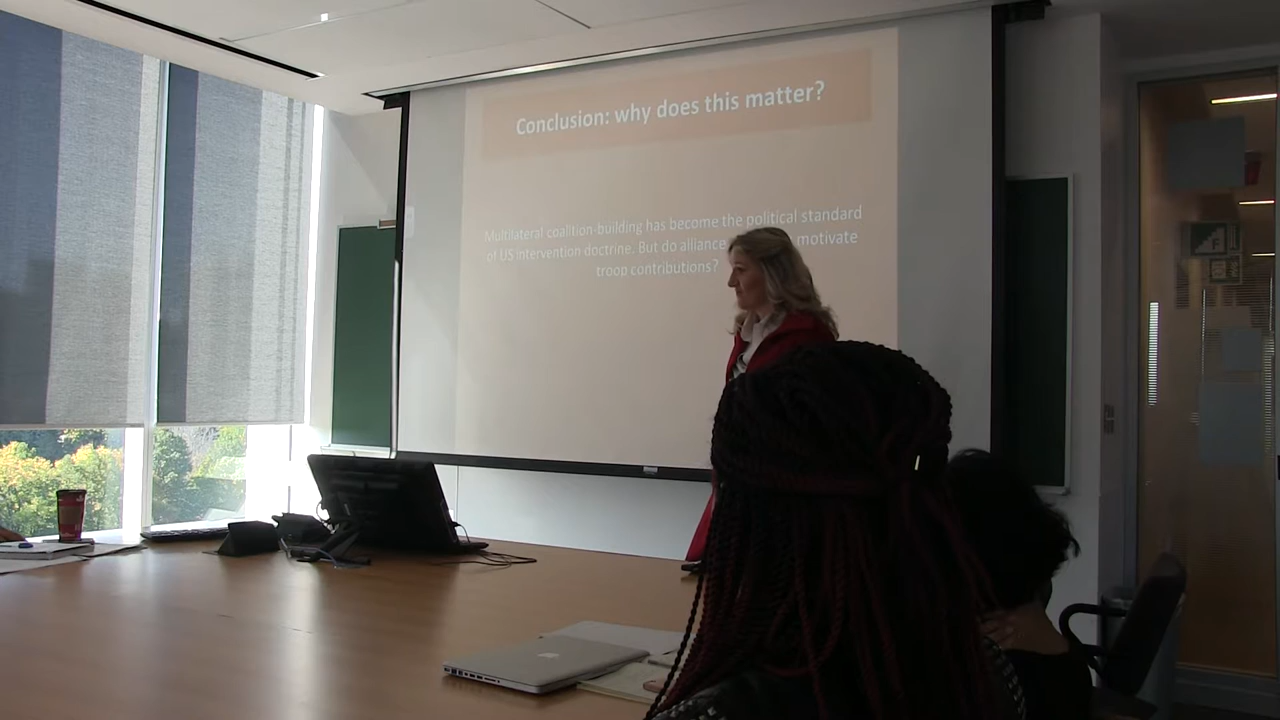 Conclusion: why does this matter?
Multilateral coalition-building has become the political standard
of US intervention doctrine. But do alliance motivate
troop contributions?